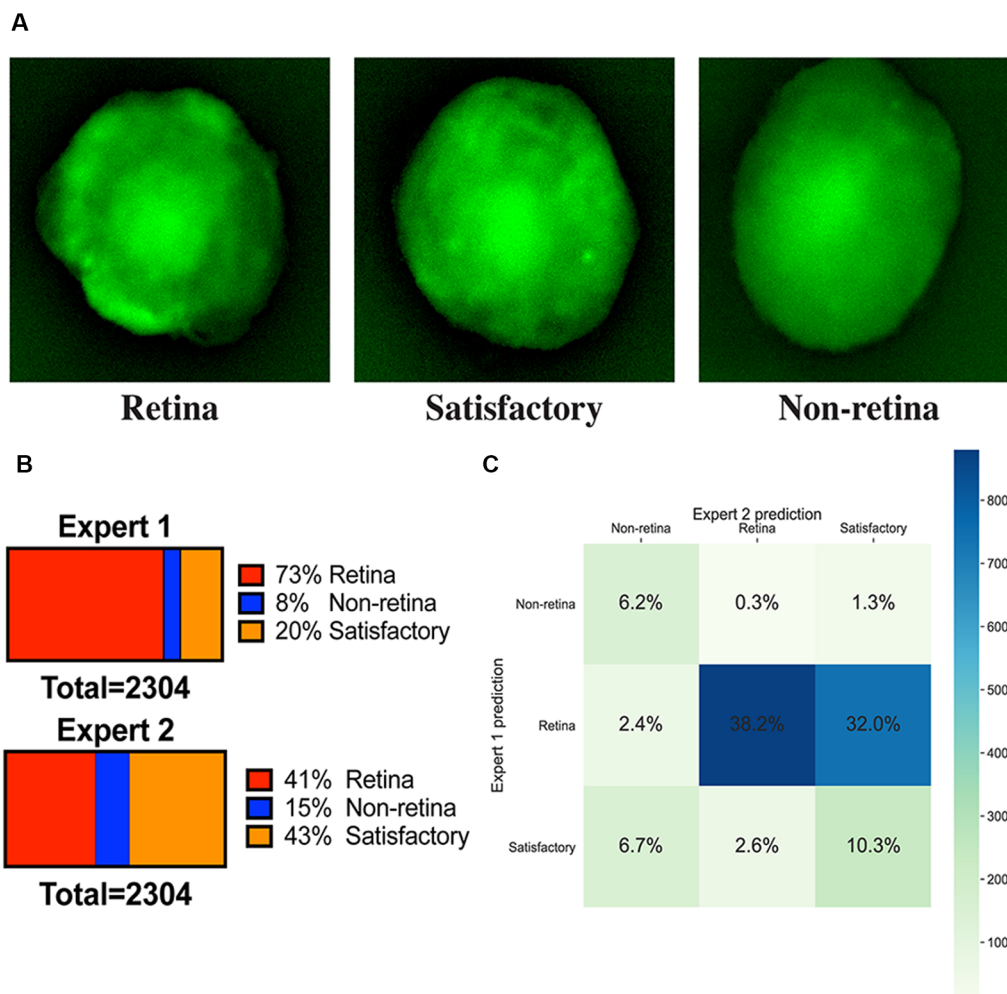 A
Retina
Satisfactory
Non-retina
B
Expert 1
73% Retina
8% Non-retina
20% Satisfactory
Total=2304
Expert 2
41% Retina
15% Non-retina
43% Satisfactory
Total=2304
C
Expert 2 prediction
Non-retina Retina Satisfactory
Expert 1 prediction
Non-retina 6.2% 0.3% 1.3%
Retina 2.4% 38.2% 32.0%
Satisfactory 6.7% 2.6% 10.3%
800
700
600
500
400
300
200
100